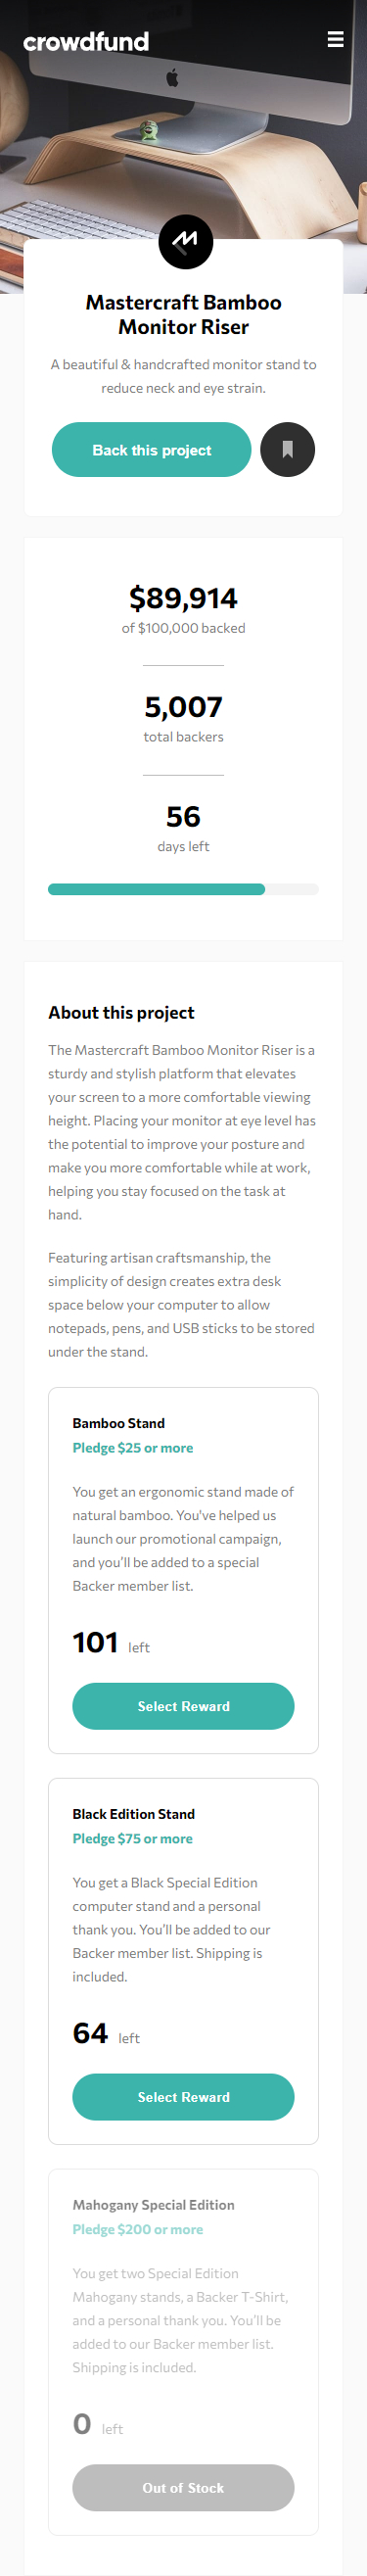 crowdfund
Mastercraft Bamboo
Monitor Riser
A beautiful & handcrafted monitor stand to
reduce neck and eye strain.
Back this project
$89,914
of $100,000 backed
5,007
total backers
56
days left
About this project
The Mastercraft Bamboo Monitor Riser is a
sturdy and stylish platform that elevates
your screen to a more comfortable viewing
height. Placing your monitor at eye level has
the potential to improve your posture and
make you more comfortable while at work,
helping you stay focused on the task at
hand.
Featuring artisan craftsmanship, the
simplicity of design creates extra desk
space below your computer to allow
notepads, pens, and USB sticks to be stored
under the stand.
Bamboo Stand
Pledge $25 or more
You get an ergonomic stand made of
natural bamboo. You've helped us
launch our promotional campaign,
and you'll be added to a special
Backer member list.
101 left
Select Reward
Black Edition Stand
Pledge $75 or more
You get a Black Special Edition
computer stand and a personal
thank you. You'll be added to our
Backer member list. Shipping is
included.
64 left
Select Reward
Mahogany Special Edition
Pledge $200 or more
You get two Special Edition
Mahogany stands, a Backer T-Shirt,
and a personal thank you. You'll be
added to our Backer member list.
Shipping is included.
0 left
Out of Stock